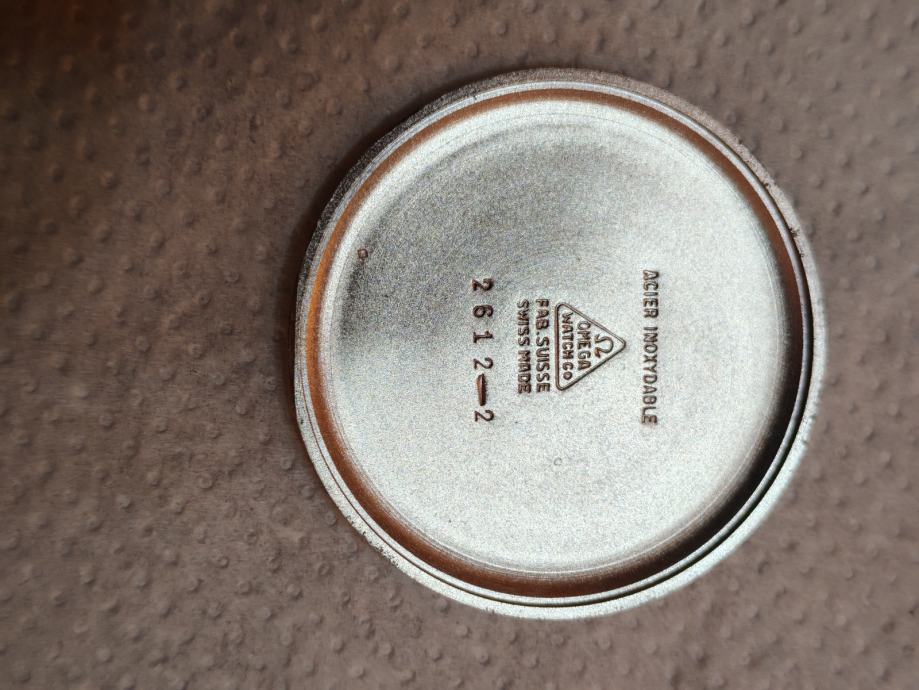 ACIER INOXYDABLE
Ω
OMEGA
WATCH Co
FAB. SUISSE
SWISS MADE
2612-2